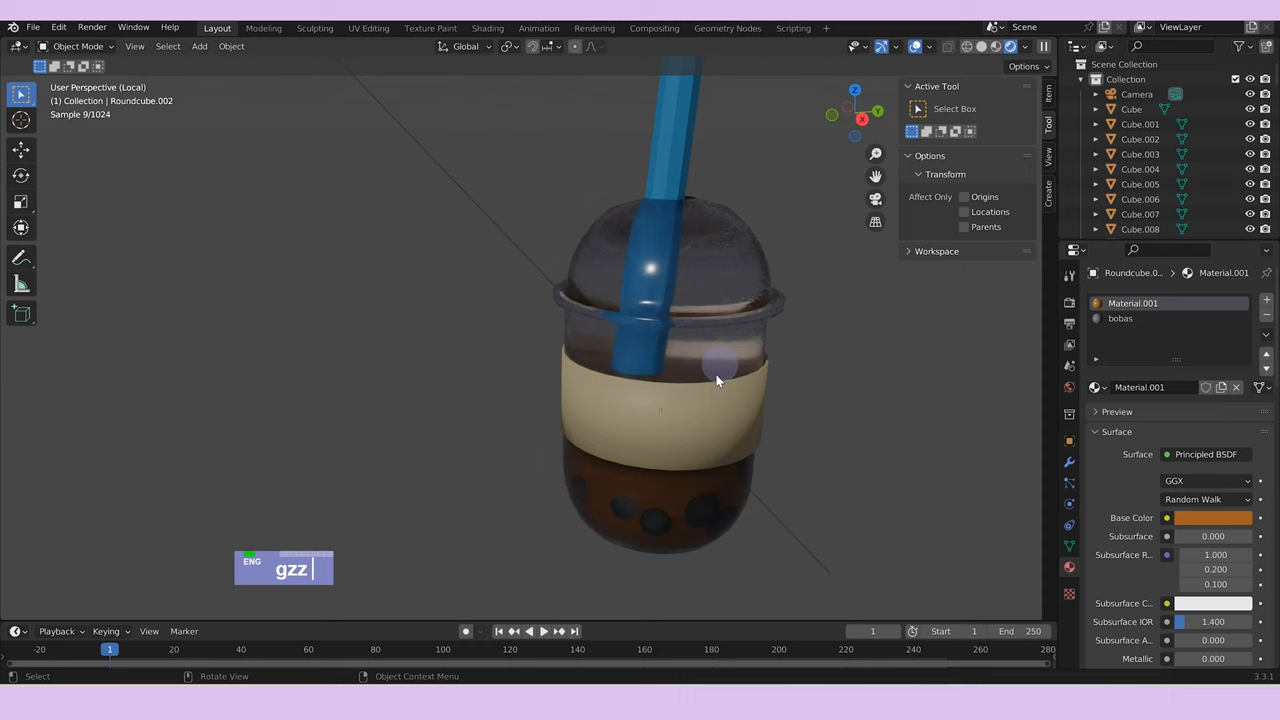 File Edit Render Window Help Layout Modeling Sculpting UV Editing Texture Paint Shading Animation Rendering Compositing Geometry Nodes Scripting + Scene ViewLayer
Object Mode View Select Add Object Global
Options
User Perspective (Local)
(1) Collection | Roundcube.002
Sample 9/1024
Z
Y
X
Active Tool
Select Box
Options
Transform
Affect Only Origins
Locations
Parents
Workspace
Item
Tool
View
Create
Scene Collection
Collection
Camera
Cube
Cube.001
Cube.002
Cube.003
Cube.004
Cube.005
Cube.006
Cube.007
Cube.008
Roundcube.0... Material.001
Material.001
bobas
Material.001
Preview
Surface
Surface Principled BSDF
GGX
Random Walk
Base Color
Subsurface 0.000
Subsurface R... 1.000
0.200
0.100
Subsurface C...
Subsurface IOR 1.400
Subsurface A... 0.000
Metallic 0.000
ENG gzz
Playback Keying View Marker 1 Start 1 End 250
-20 1 20 40 60 80 100 120 140 160 180 200 220 240 260 280
Select Rotate View Object Context Menu 3.3.1